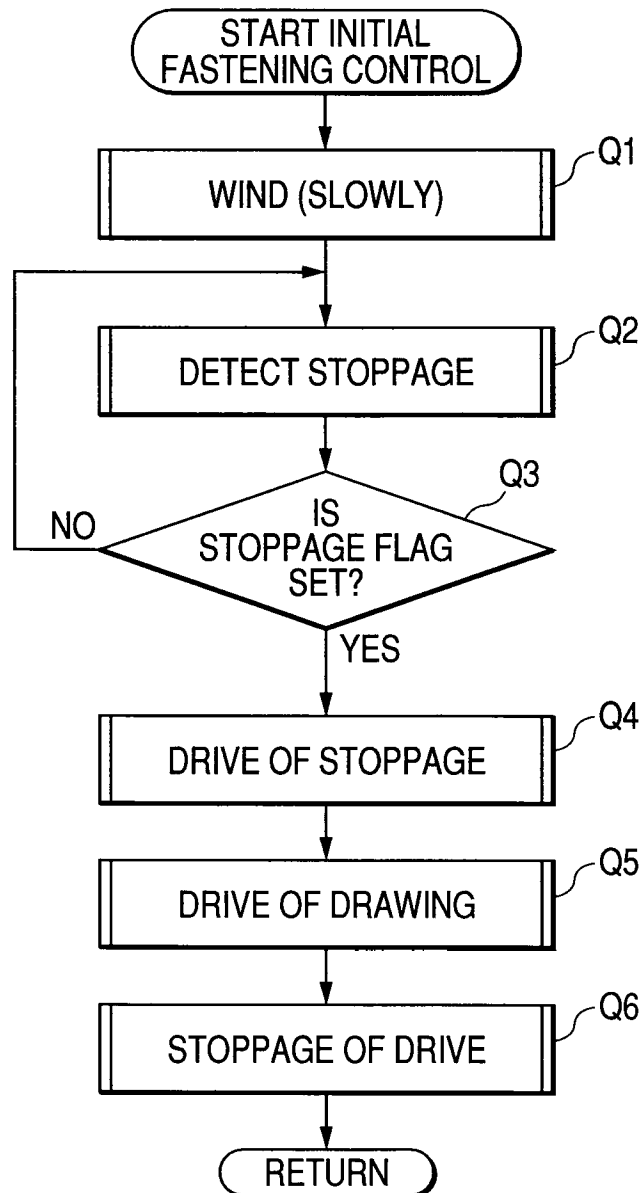 START INITIAL
FASTENING CONTROL
Q1
WIND (SLOWLY)
Q2
DETECT STOPPAGE
Q3
NO
IS
STOPPAGE FLAG
SET?
YES
Q4
DRIVE OF STOPPAGE
Q5
DRIVE OF DRAWING
Q6
STOPPAGE OF DRIVE
RETURN